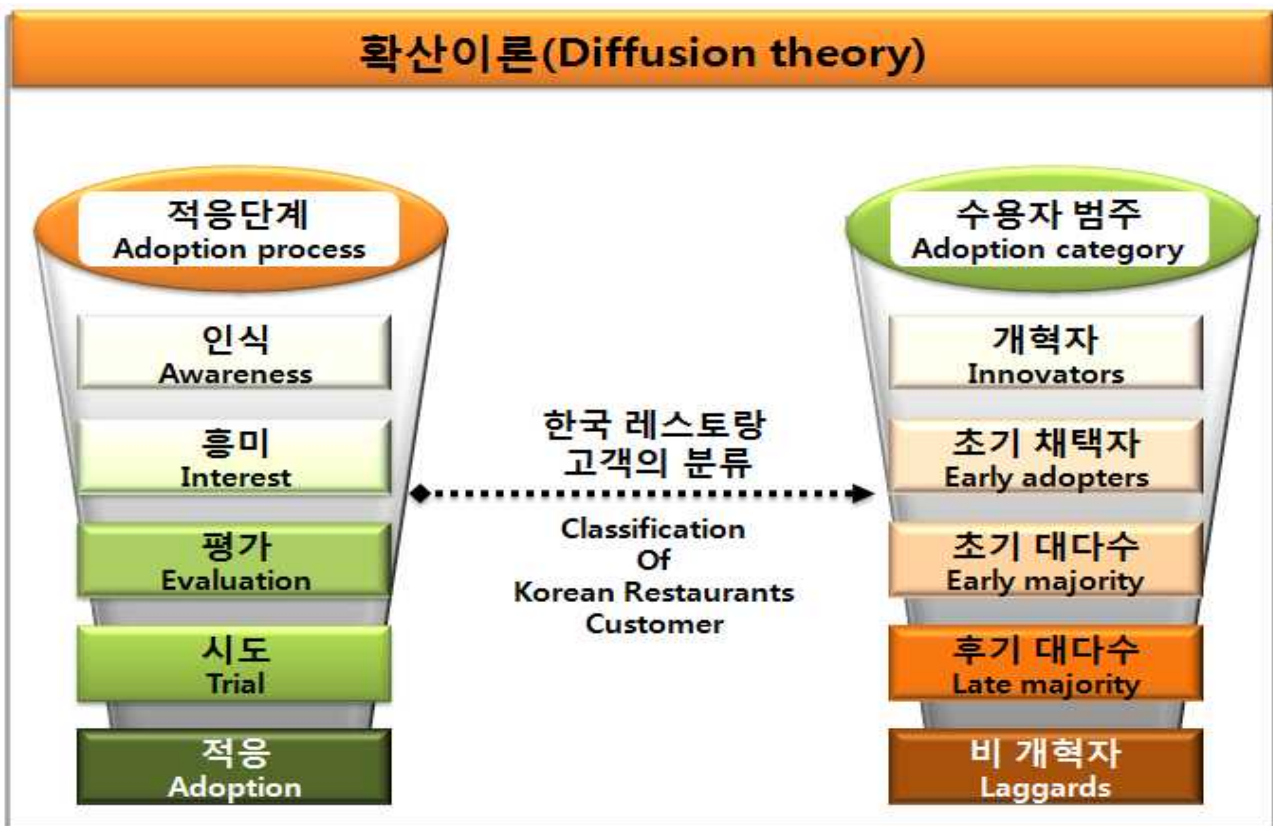 확산이론(Diffusion theory)
적응단계
Adoption process
인식
Awareness
흥미
Interest
평가
Evaluation
시도
Trial
적응
Adoption
한국 레스토랑
고객의 분류
Classification
Of
Korean Restaurants
Customer
수용자 범주
Adoption category
개혁자
Innovators
초기 채택자
Early adopters
초기 대다수
Early majority
후기 대다수
Late majority
비 개혁자
Laggards